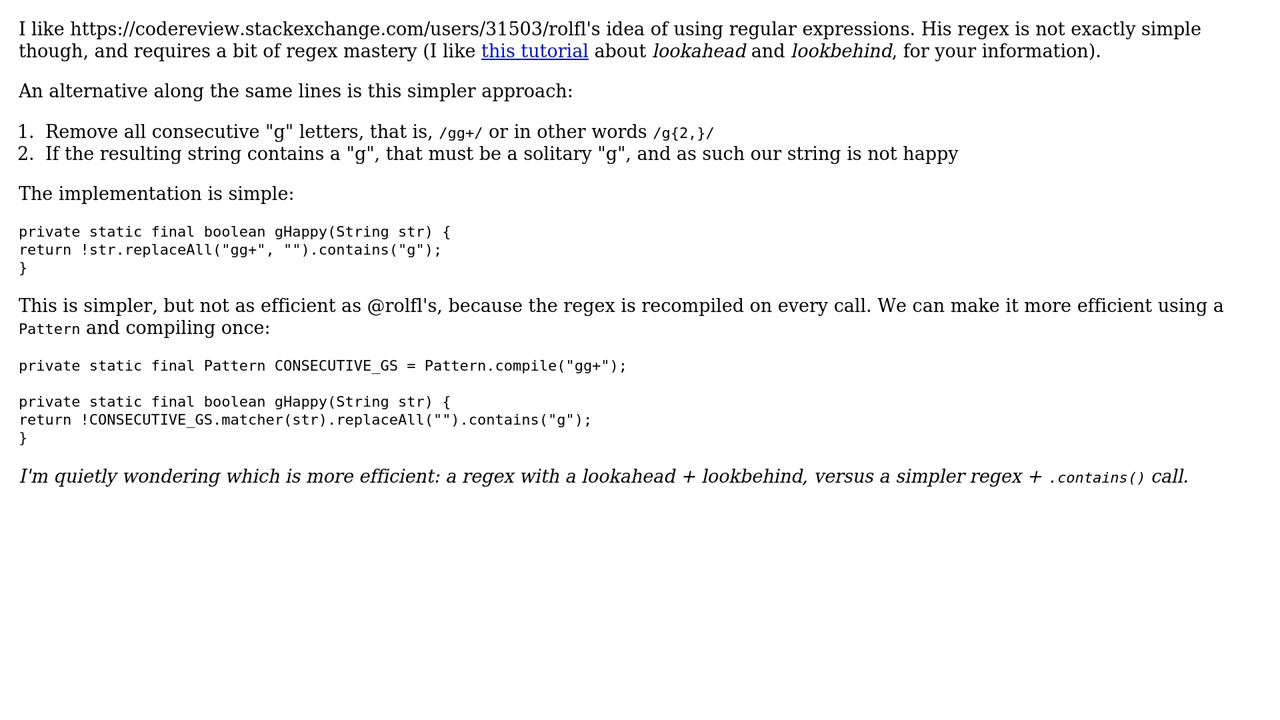 I like https://codereview.stackexchange.com/users/31503/rolfl's idea of using regular expressions. His regex is not exactly simple
though, and requires a bit of regex mastery (I like this tutorial about lookahead and lookbehind, for your information).
An alternative along the same lines is this simpler approach:
1. Remove all consecutive "g" letters, that is, /gg+/ or in other words /g{2,}/
2. If the resulting string contains a "g", that must be a solitary "g", and as such our string is not happy
The implementation is simple:
private static final boolean gHappy(String str) {
return !str.replaceAll("gg+", "").contains("g");
}
This is simpler, but not as efficient as @rolfl's, because the regex is recompiled on every call. We can make it more efficient using a
Pattern and compiling once:
private static final Pattern CONSECUTIVE_GS = Pattern.compile("gg+");
private static final boolean gHappy(String str) {
return !CONSECUTIVE_GS.matcher(str).replaceAll("").contains("g");
}
I'm quietly wondering which is more efficient: a regex with a lookahead + lookbehind, versus a simpler regex + .contains() call.